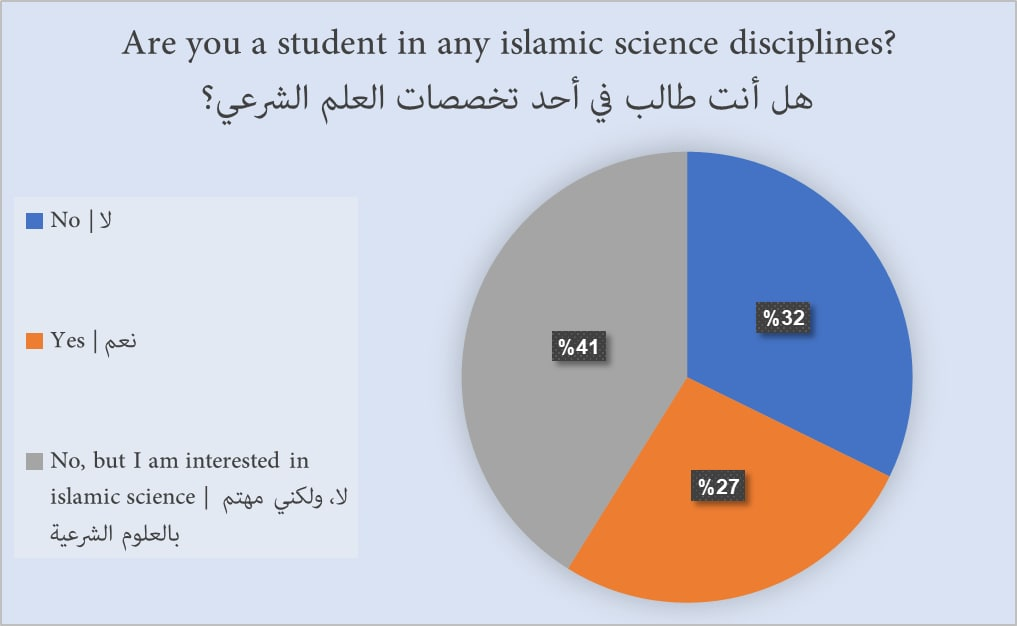 Are you a student in any islamic science disciplines?
هل أنت طالب في أحد تخصصات العلم الشرعي؟
No | لا
Yes | نعم
No, but I am interested in
islamic science | لا، ولكني مهتم
بالعلوم الشرعية
%32
%41
%27